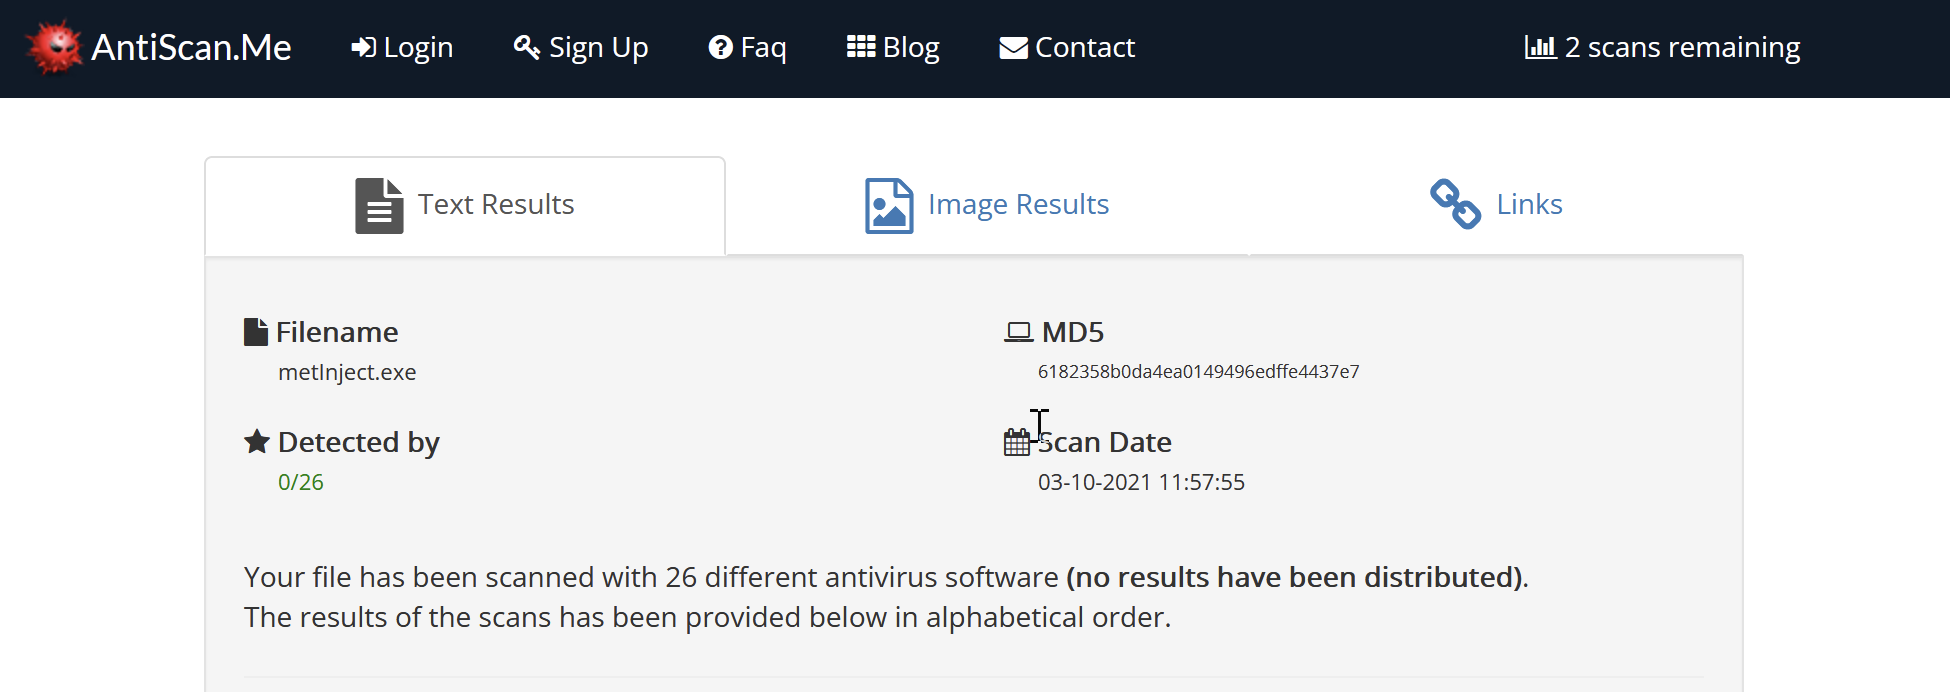 AntiScan.Me Login Sign Up Faq Blog Contact 2 scans remaining
Text Results Image Results Links
Filename MD5
metInject.exe 6182358b0da4ea0149496edffe4437e7
Detected by Scan Date
0/26 03-10-2021 11:57:55
Your file has been scanned with 26 different antivirus software (no results have been distributed).
The results of the scans has been provided below in alphabetical order.